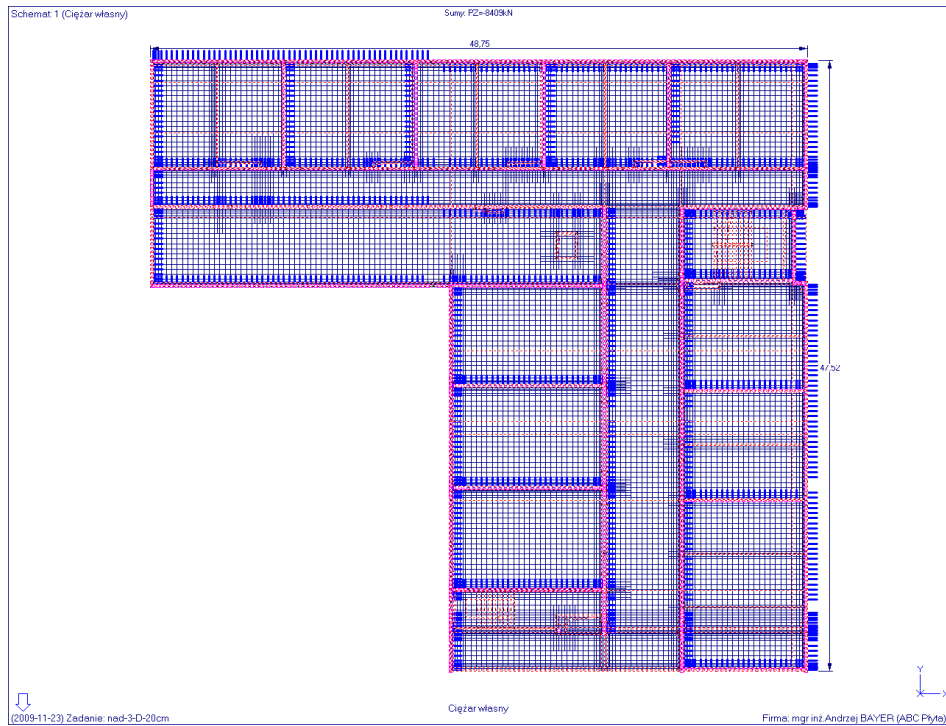 Schemat: 1 (Ciężar własny)
Sumy: PZ=-8409kN
48,75
47,52
Y
X
Ciężar własny
(2009-11-23) Zadanie: nad-3-D-20cm
Firma: mgr inż.Andrzej BAYER (ABC Płyta)